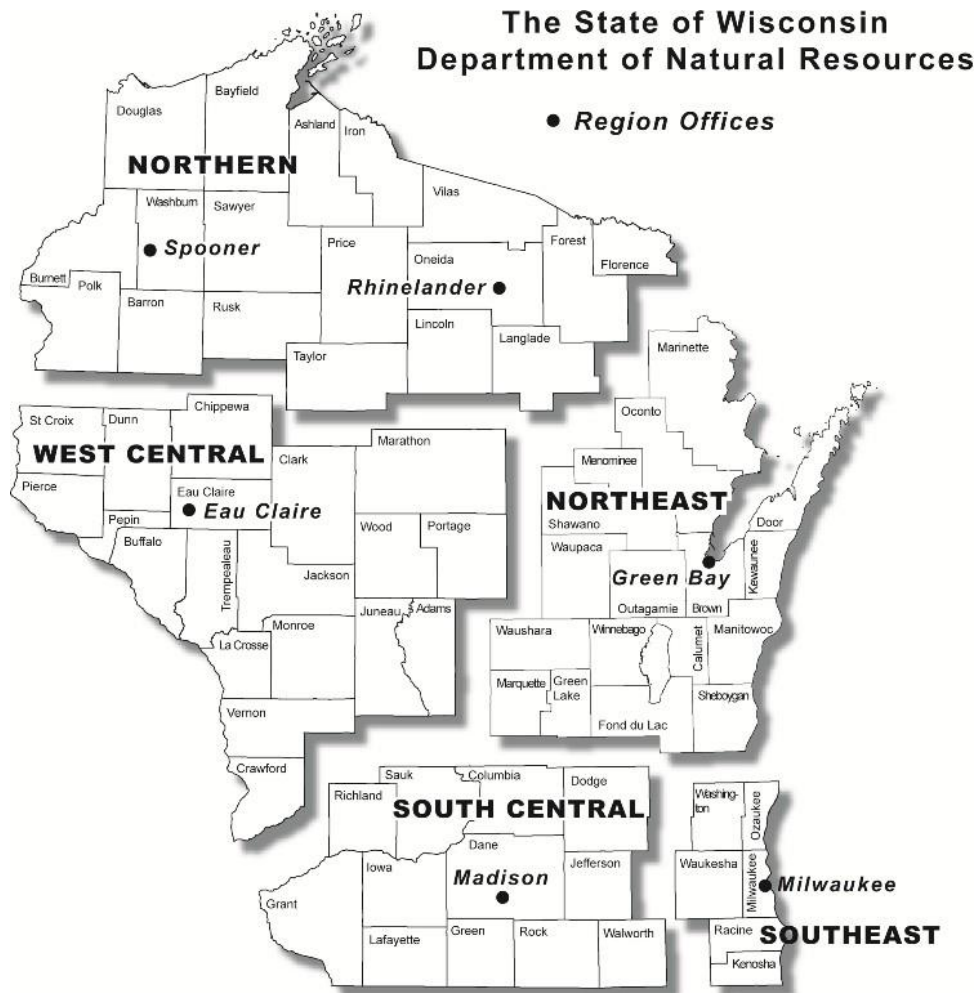 The State of Wisconsin
Department of Natural Resources
Region Offices
Douglas
Bayfield
Ashland
Iron
NORTHERN
Vilas
Washburn
Sawyer
Spooner
Price
Forest
Oneida
Florence
Burnett
Polk
Rhinelander
Barron
Rusk
Lincoln
Langlade
Taylor
Marinette
Chippewa
St Croix
Dunn
Oconto
WEST CENTRAL
Marathon
Clark
Menominee
Pierce
Eau Claire
Eau Claire
NORTHEAST
Pepin
Wood
Portage
Shawano
Door
Buffalo
Waupaca
Trempealeau
Jackson
Green Bay
Kewaunee
Juneau
Adams
Outagamie
Brown
Monroe
La Crosse
Waushara
Winnebago
Calumet
Manitowoc
Marquette
Green
Lake
Sheboygan
Vernon
Fond du Lac
Crawford
Sauk
Columbia
Dodge
Richland
SOUTH CENTRAL
Washing-
ton
Ozaukee
Dane
Iowa
Jefferson
Waukesha
Milwaukee
Madison
Milwaukee
Grant
Lafayette
Green
Rock
Walworth
Racine
SOUTHEAST
Kenosha